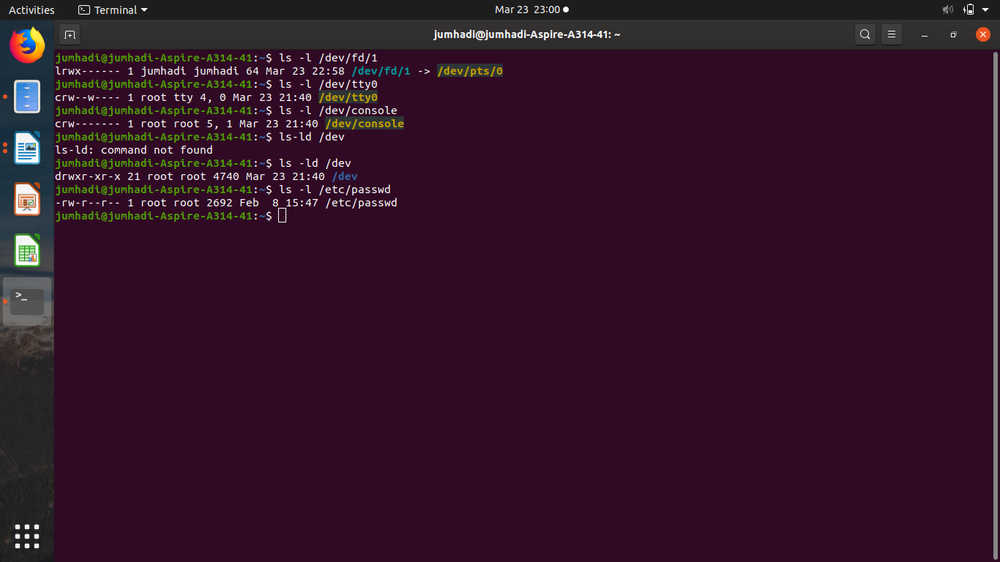 Activities
Terminal
Mar 23 23:00
jumhadi@jumhadi-Aspire-A314-41: ~
jumhadi@jumhadi-Aspire-A314-41:~$ ls -l /dev/fd/1
lrwx------ 1 jumhadi jumhadi 64 Mar 23 22:58 /dev/fd/1 -> /dev/pts/0
jumhadi@jumhadi-Aspire-A314-41:~$ ls -l /dev/tty0
crw--w---- 1 root tty 4, 0 Mar 23 21:40 /dev/tty0
jumhadi@jumhadi-Aspire-A314-41:~$ ls -l /dev/console
crw------- 1 root root 5, 1 Mar 23 21:40 /dev/console
jumhadi@jumhadi-Aspire-A314-41:~$ ls-ld /dev
ls-ld: command not found
jumhadi@jumhadi-Aspire-A314-41:~$ ls -ld /dev
drwxr-xr-x 21 root root 4740 Mar 23 21:40 /dev
jumhadi@jumhadi-Aspire-A314-41:~$ ls -l /etc/passwd
-rw-r--r-- 1 root root 2692 Feb  8 15:47 /etc/passwd
jumhadi@jumhadi-Aspire-A314-41:~$